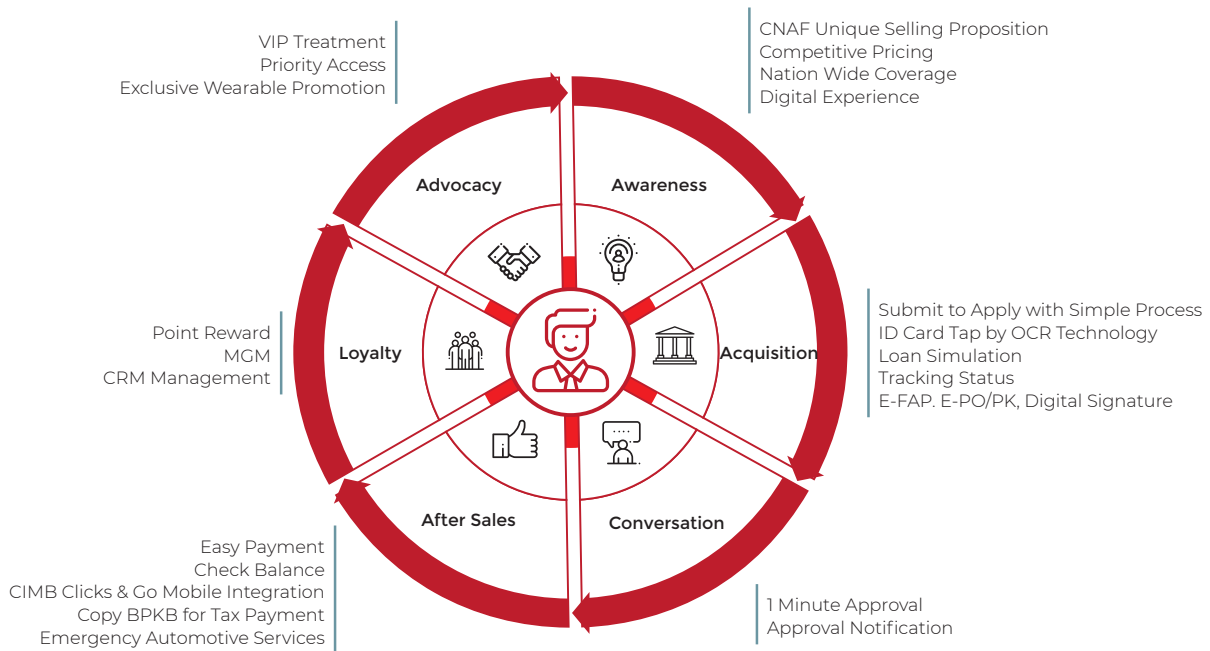 VIP Treatment
Priority Access
Exclusive Wearable Promotion
CNAF Unique Selling Proposition
Competitive Pricing
Nation Wide Coverage
Digital Experience
Advocacy
Awareness
Point Reward
MGM
CRM Management
Loyalty
Acquisition
Submit to Apply with Simple Process
ID Card Tap by OCR Technology
Loan Simulation
Tracking Status
E-FAP. E-PO/PK, Digital Signature
After Sales
Conversation
Easy Payment
Check Balance
CIMB Clicks & Go Mobile Integration
Copy BPKB for Tax Payment
Emergency Automotive Services
1 Minute Approval
Approval Notification